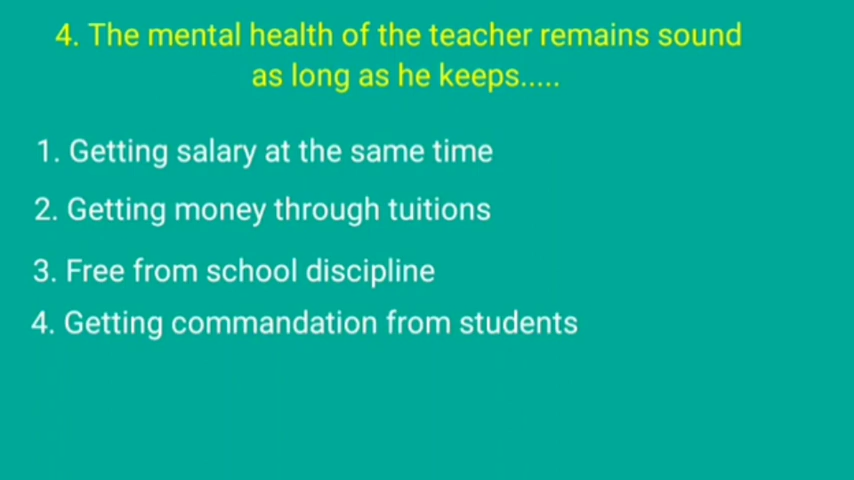 4. The mental health of the teacher remains sound
as long as he keeps.....
1. Getting salary at the same time
2. Getting money through tuitions
3. Free from school discipline
4. Getting commandation from students